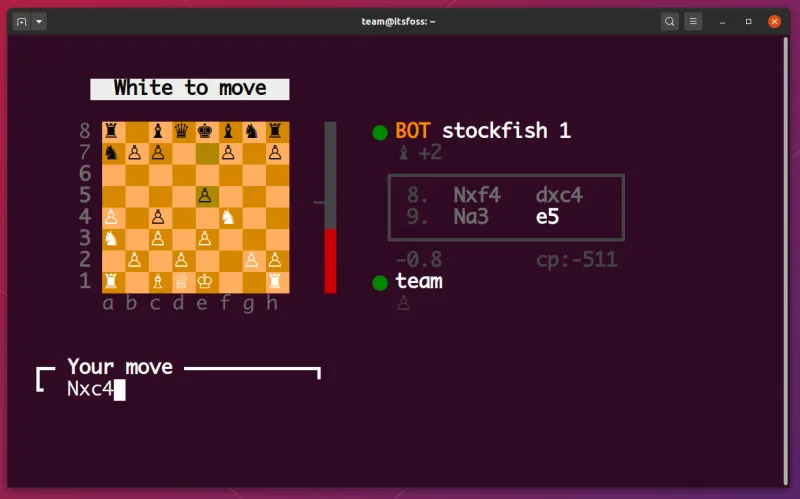 team@itsfoss: ~
White to move
8
7
6
5
4
3
2
1
a b c d e f g h
BOT stockfish 1
♝ +2
8. Nxf4 dxc4
9. Na3 e5
-0.8 cp:-511
team
♙
Your move
Nxc4